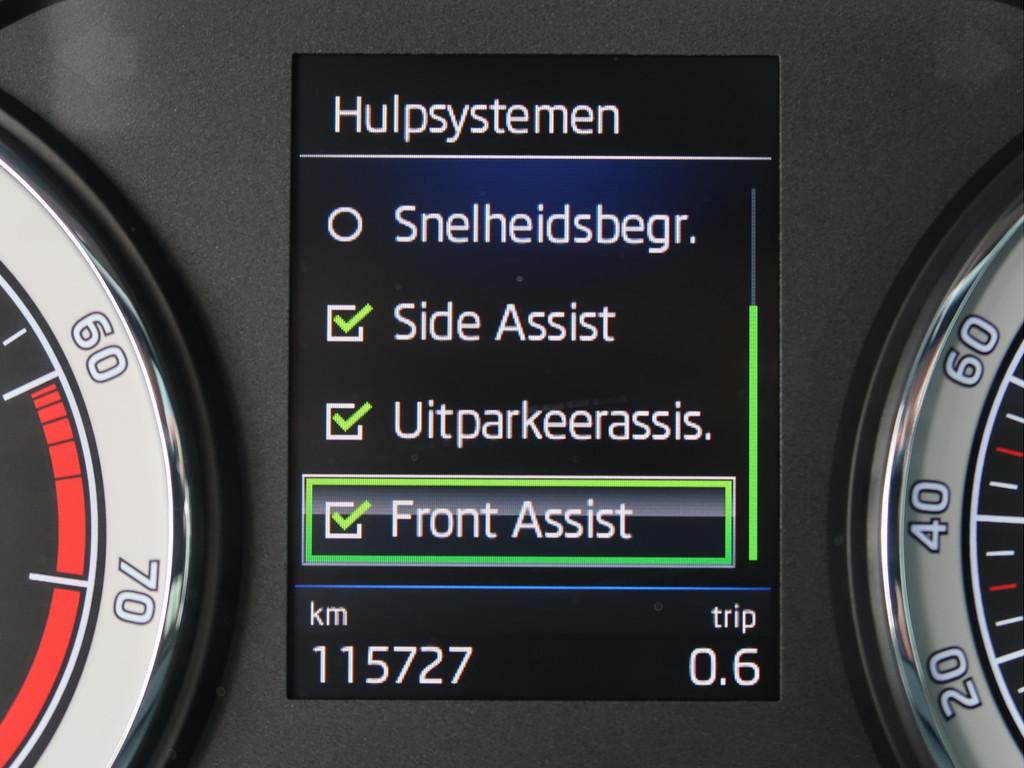 Hulpsystemen
Snelheidsbegr.
Side Assist
Uitparkeerassis.
Front Assist
km trip
115727 0.6
60
70
60
40
20